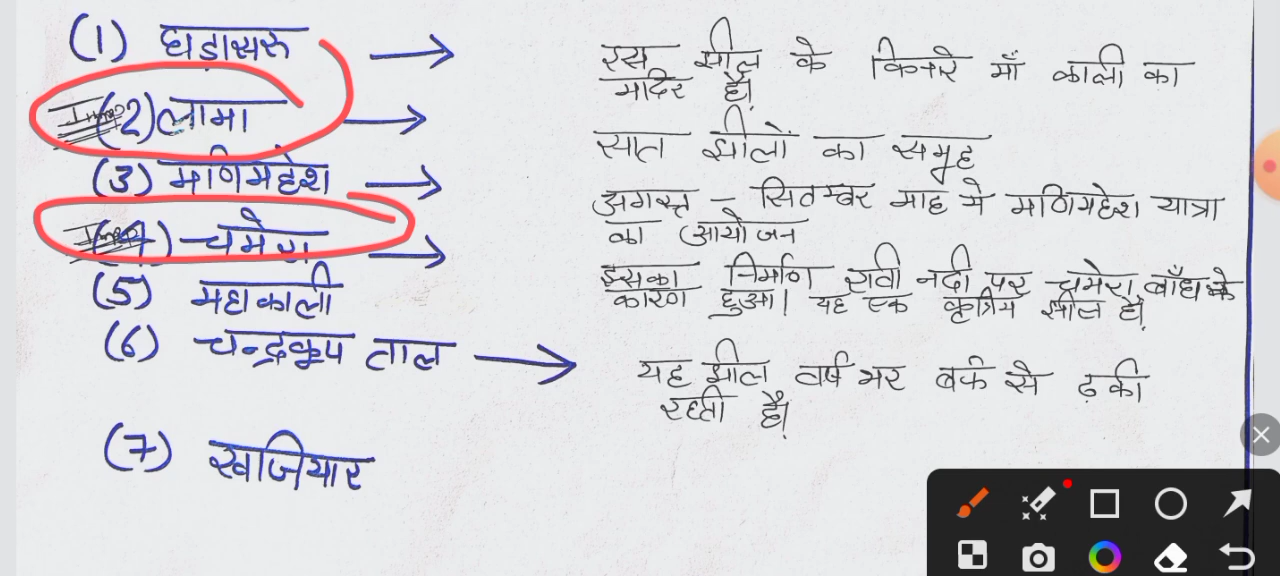 (1) घड़ासरू → इस झील के किनारे माँ काली का
मंदिर है।
(2) लामा → सात झीलों का समूह
(3) मणिमहेश → अगस्त - सितम्बर माह मे मणिमहेश यात्रा
का आयोजन
(4) चमेरा → इसका निर्माण रावी नदी पर चमेरा बाँध के
कारण हुआ। यह एक कृत्रिम झील है।
(5) महाकाली
(6) चन्द्रकूप ताल → यह झील वर्ष भर बर्फ से ढ़की
रहती है।
(7) खजियार